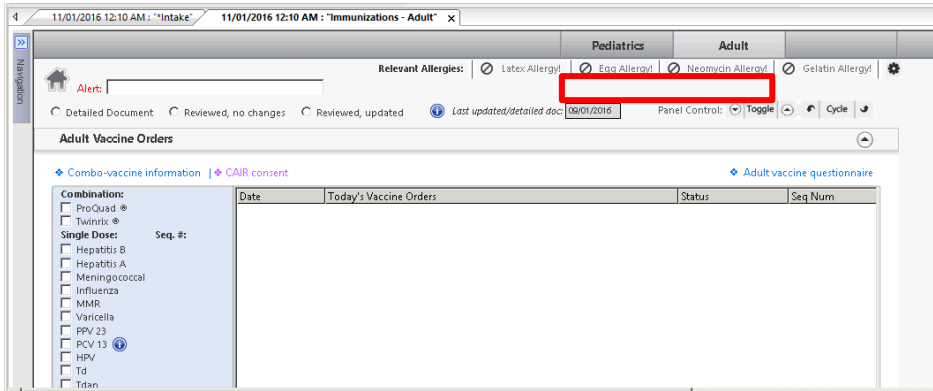 11/01/2016 12:10 AM : "*Intake"
11/01/2016 12:10 AM : "Immunizations - Adult" x
Navigation
Pediatrics Adult
Relevant Allergies: Latex Allergy! Egg Allergy! Neomycin Allergy! Gelatin Allergy!
Alert:
Detailed Document Reviewed, no changes Reviewed, updated Last updated/detailed doc: 09/01/2016 Panel Control: Toggle Cycle
Adult Vaccine Orders
Combo-vaccine information | CAIR consent Adult vaccine questionnaire
Combination:
ProQuad ®
Twinrix ®
Single Dose: Seq. #:
Hepatitis B
Hepatitis A
Meningococcal
Influenza
MMR
Varicella
PPV 23
PCV 13
HPV
Td
Tdap
Date Today's Vaccine Orders Status Seq Num